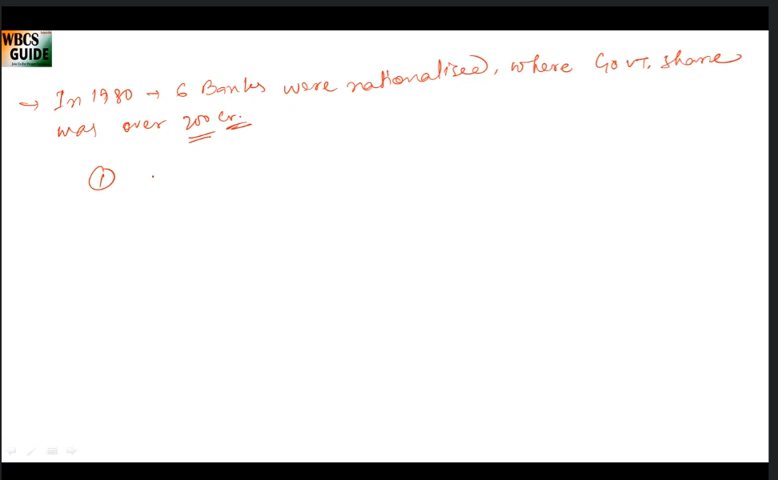 WBCS
GUIDE
→ In 1980 → 6 Banks were nationalised, where Govt. share
was over 200 cr.
①